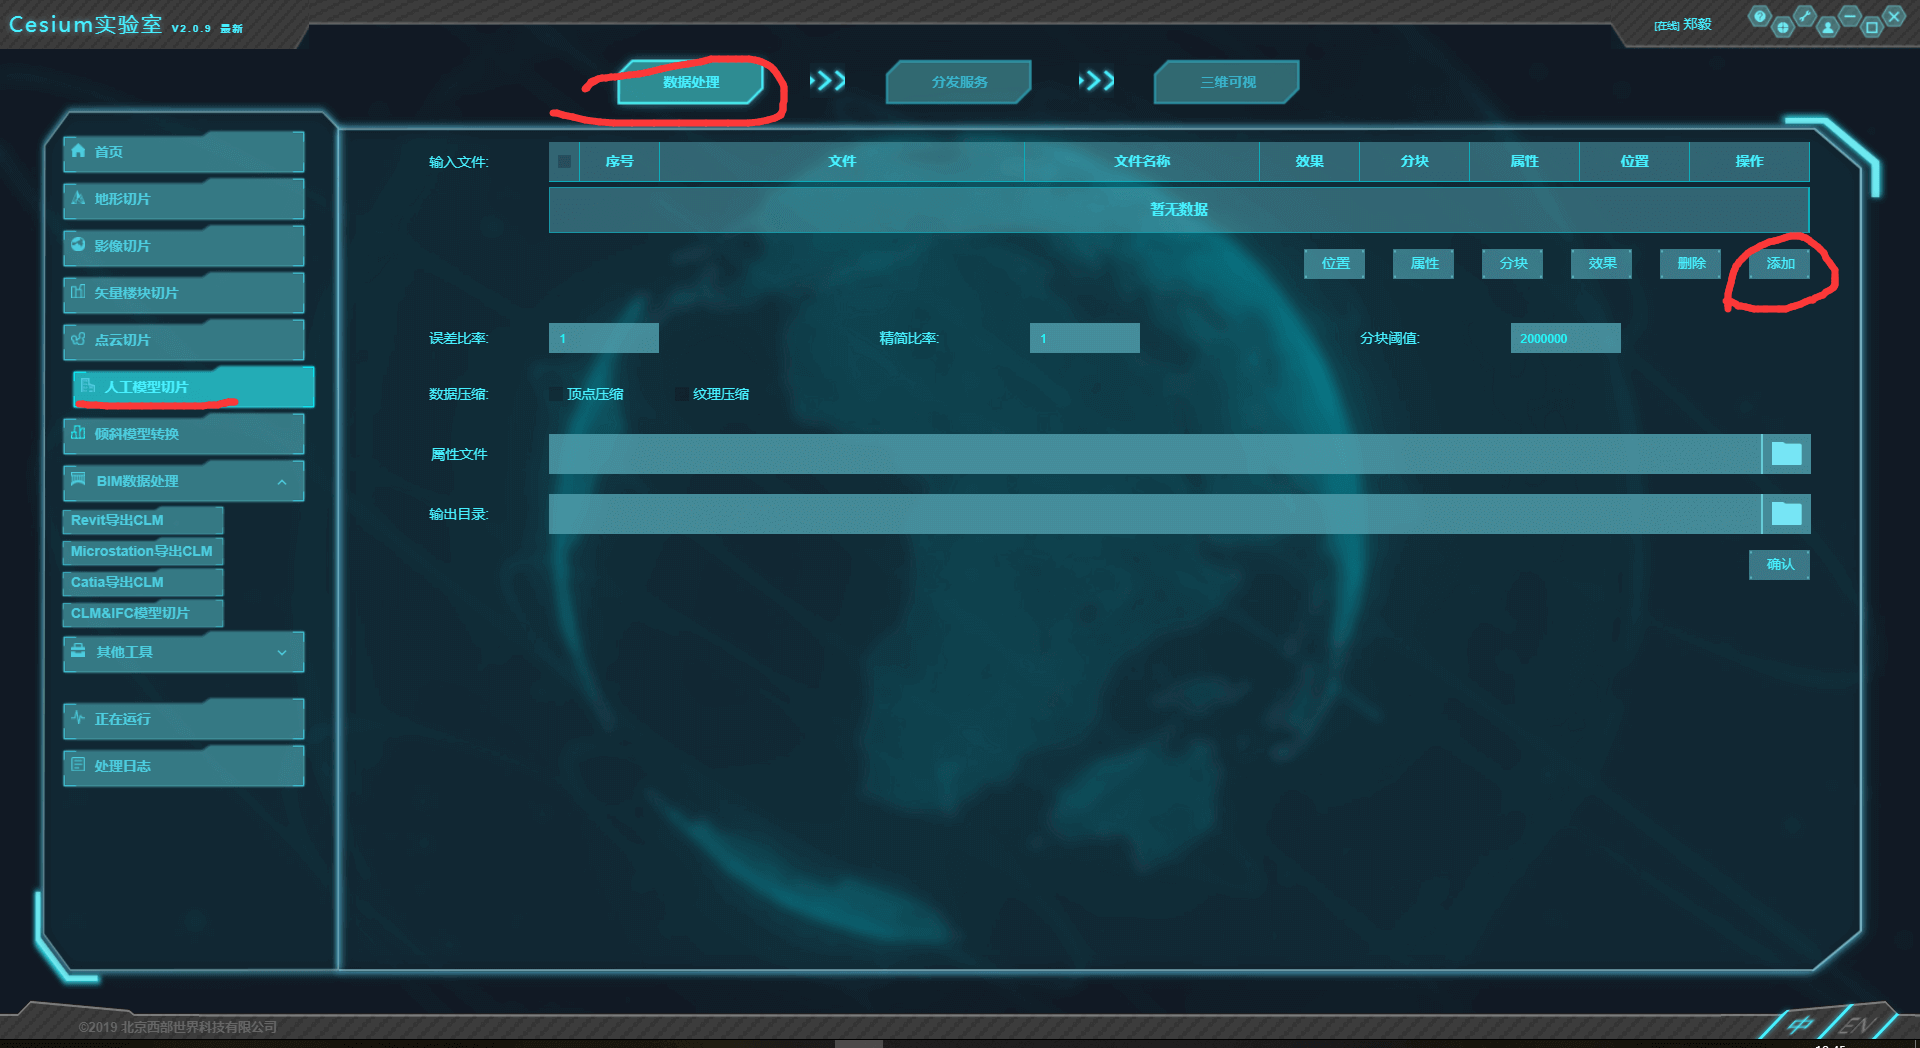 Cesium实验室 V2.0.9 最新
[在线] 郑毅
数据处理
分发服务
三维可视
首页
地形切片
影像切片
矢量楼块切片
点云切片
人工模型切片
倾斜模型转换
BIM数据处理
Revit导出CLM
Microstation导出CLM
Catia导出CLM
CLM&IFC模型切片
其他工具
正在运行
处理日志
输入文件: 序号 文件 文件名称 效果 分块 属性 位置 操作
暂无数据
位置 属性 分块 效果 删除 添加
误差比率: 1 精简比率: 1 分块阈值: 2000000
数据压缩: 顶点压缩 纹理压缩
属性文件
输出目录:
确认
©2019 北京西部世界科技有限公司
中 EN